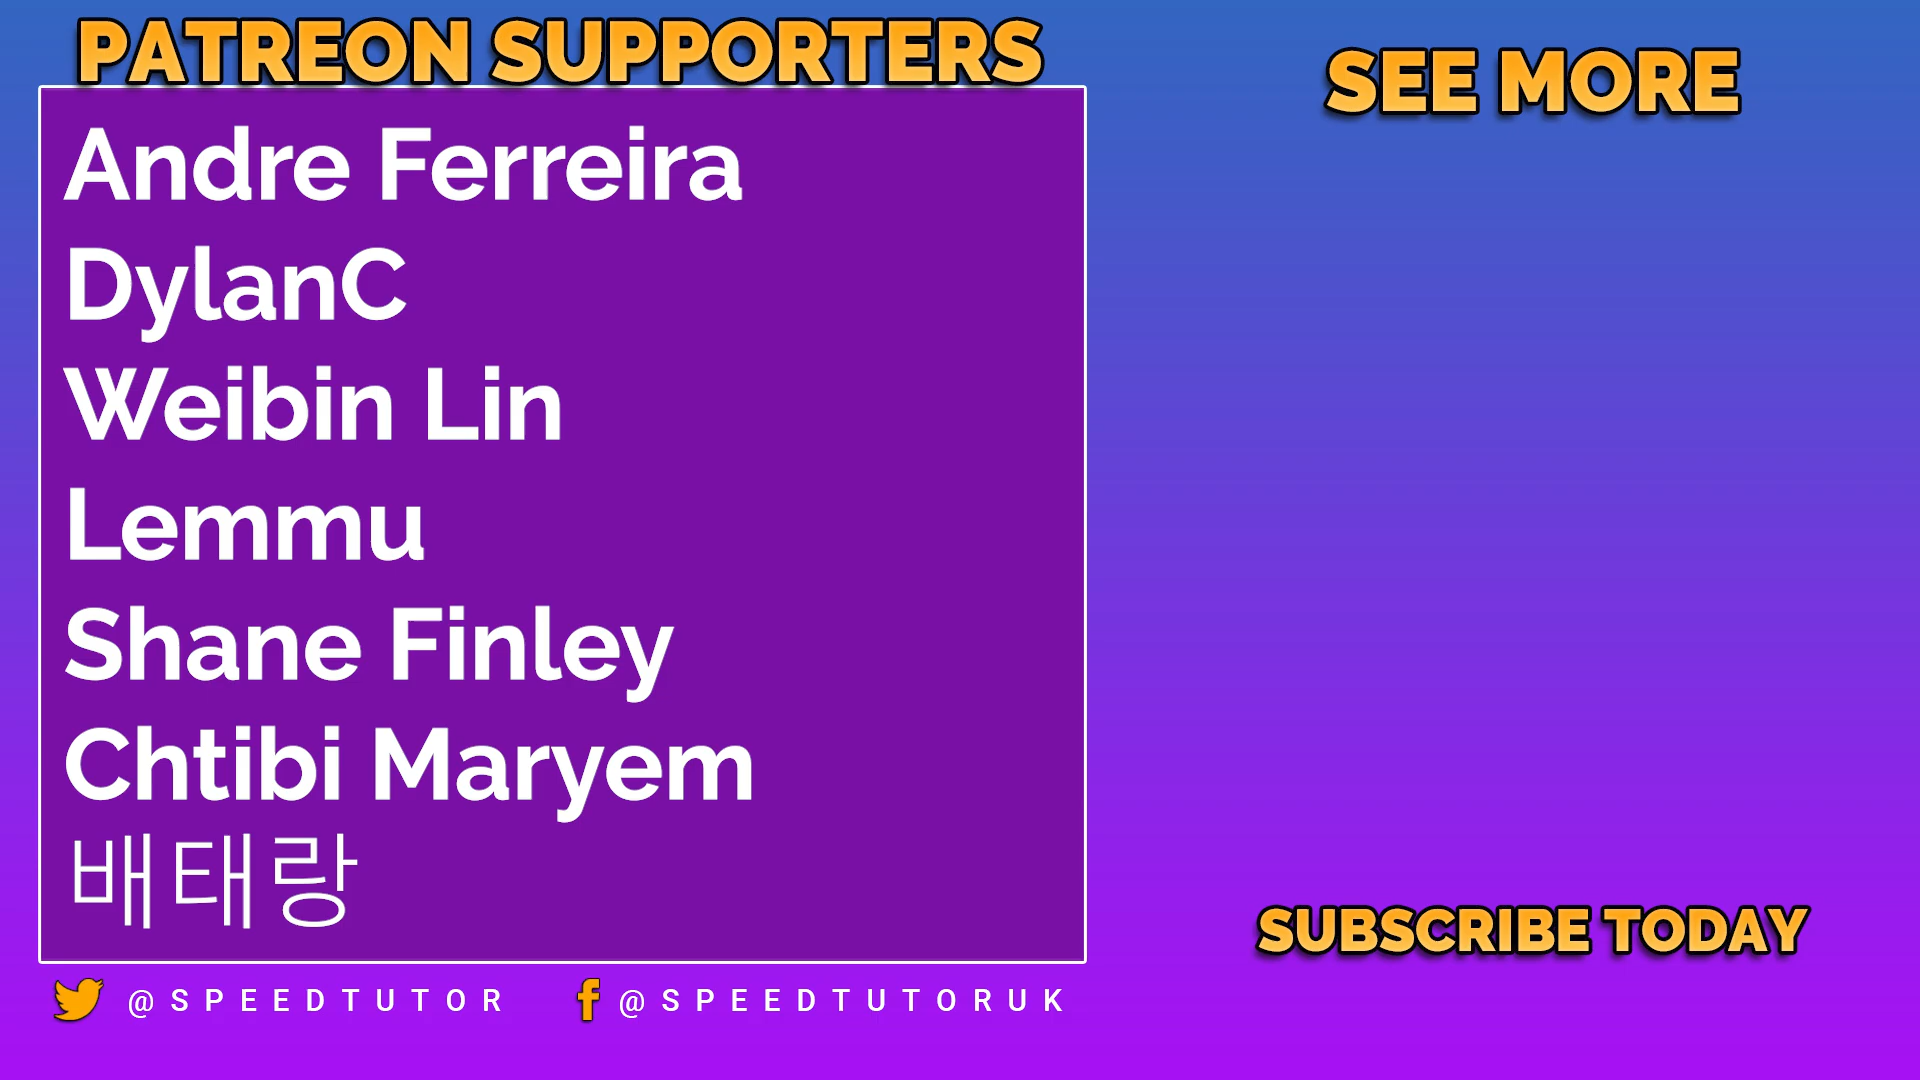 PATREON SUPPORTERS
Andre Ferreira
DylanC
Weibin Lin
Lemmu
Shane Finley
Chtibi Maryem
배태랑
@SPEEDTUTOR
@SPEEDTUTORUK
SEE MORE
SUBSCRIBE TODAY